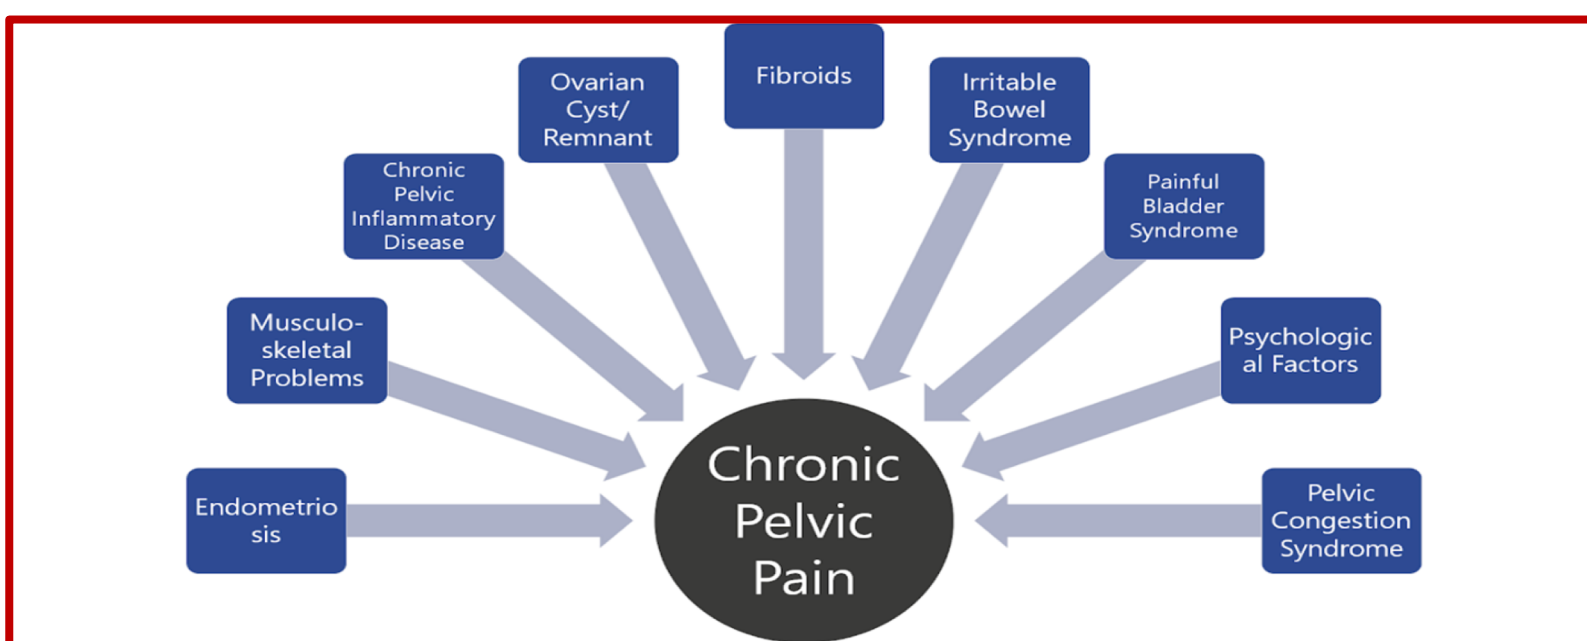 Fibroids
Ovarian
Cyst/
Remnant
Irritable
Bowel
Syndrome
Chronic
Pelvic
Inflammatory
Disease
Painful
Bladder
Syndrome
Musculo-
skeletal
Problems
Psychologic
al Factors
Endometrio
sis
Pelvic
Congestion
Syndrome
Chronic
Pelvic
Pain